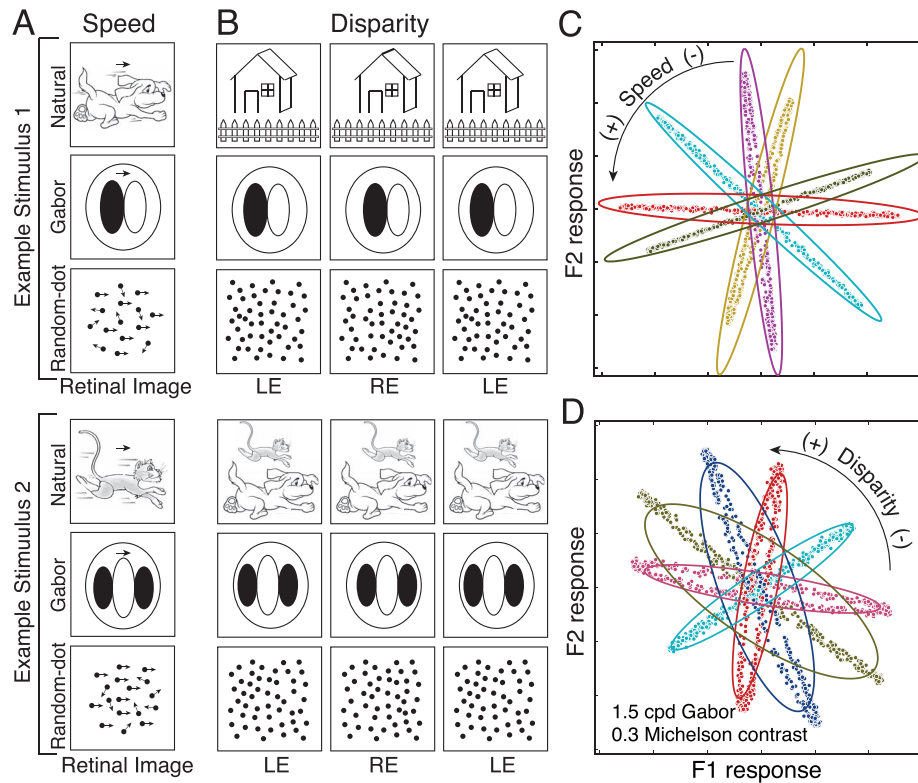 A
Speed
B
Disparity
C
D
Example Stimulus 1
Natural
Gabor
Random-dot
Retinal Image
LE
RE
LE
Example Stimuulus 2
Natural
Gabor
Random-dot
Retinal Image
LE
RE
LE
(+) Speed (-)
F2 response
(+) Disparity (-)
F2 response
1.5 cpd Gabor
0.3 Michelson contrast
F1 response